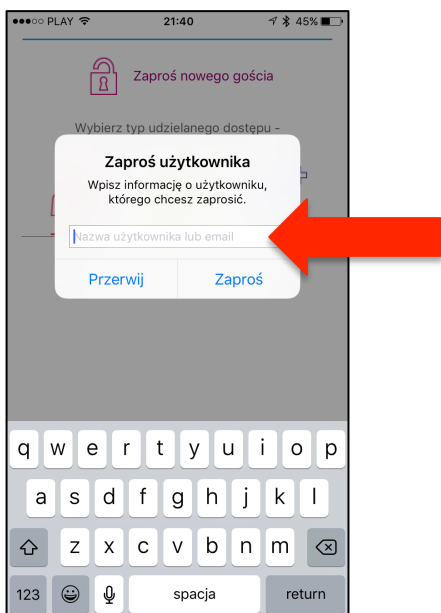 PLAY 21:40 45%
Zaproś nowego gościa
Wybierz typ udzielanego dostępu -
Zaproś użytkownika
Wpisz informację o użytkowniku,
którego chcesz zaprosić.
Nazwa użytkownika lub email
Przerwij Zaproś
q w e r t y u i o p
a s d f g h j k l
z x c v b n m
123 spacja return